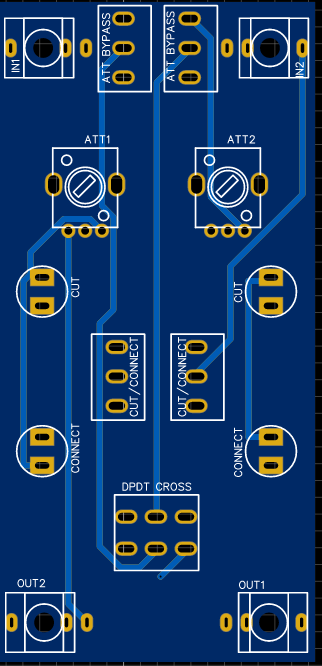 IN1
ATT BYPASS
ATT BYPASS
IN2
ATT1
ATT2
CUT
CUT
CUT/CONNECT
CUT/CONNECT
CONNECT
CONNECT
DPDT CROSS
OUT2
OUT1